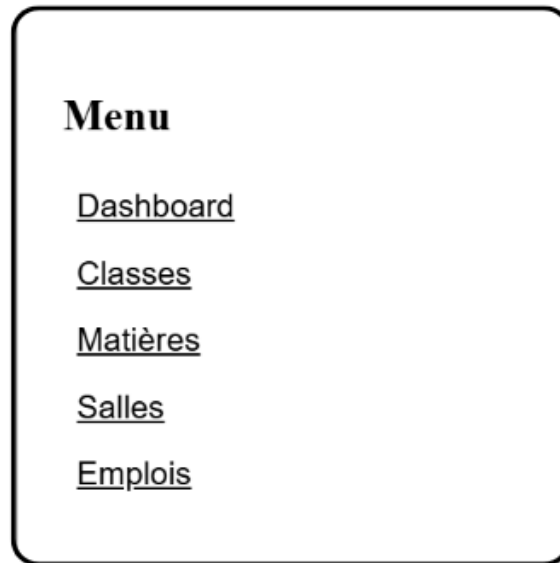 Menu
Dashboard
Classes
Matières
Salles
Emplois